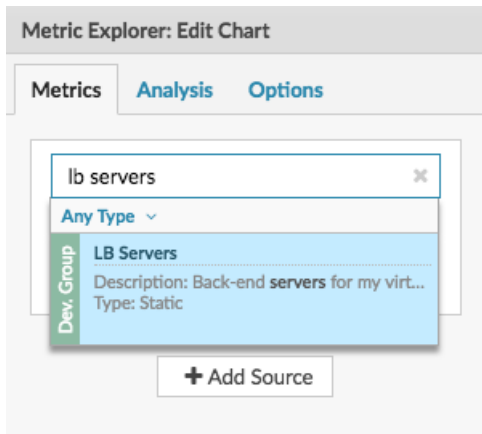 Metric Explorer: Edit Chart
Metrics Analysis Options
lb servers
Any Type
Dev. Group
LB Servers
Description: Back-end servers for my virt...
Type: Static
+ Add Source